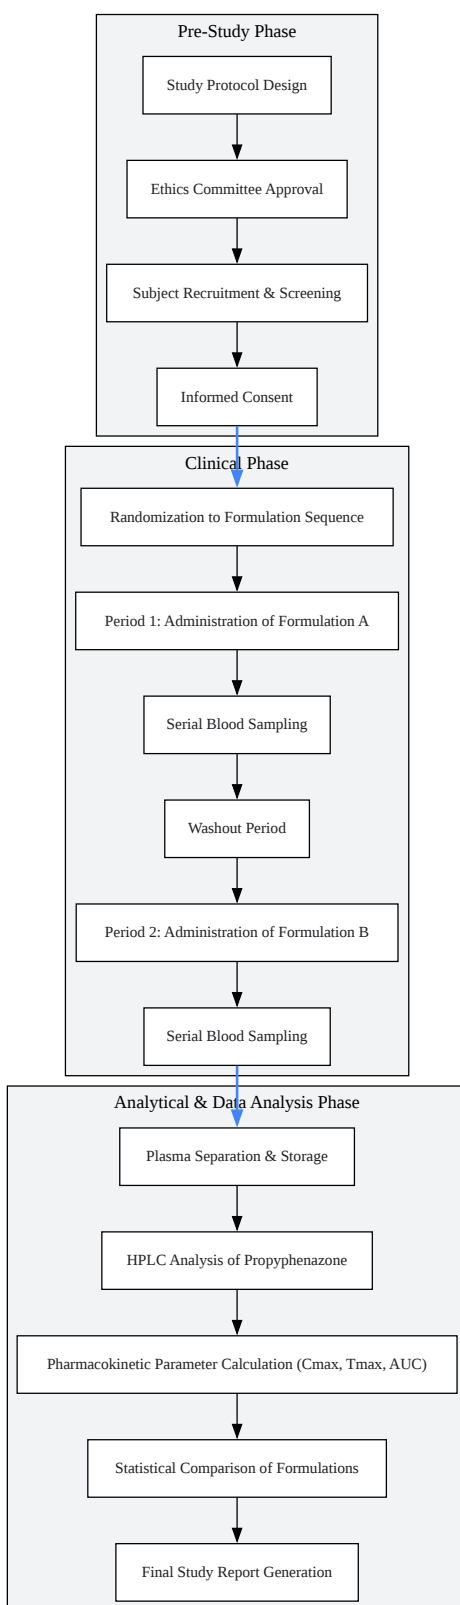 Pre-Study Phase
Study Protocol Design
Ethics Committee Approval
Subject Recruitment & Screening
Informed Consent
Clinical Phase
Randomization to Formulation Sequence
Period 1: Administration of Formulation A
Serial Blood Sampling
Washout Period
Period 2: Administration of Formulation B
Serial Blood Sampling
Analytical & Data Analysis Phase
Plasma Separation & Storage
HPLC Analysis of Propyphenazone
Pharmacokinetic Parameter Calculation (Cmax, Tmax, AUC)
Statistical Comparison of Formulations
Final Study Report Generation